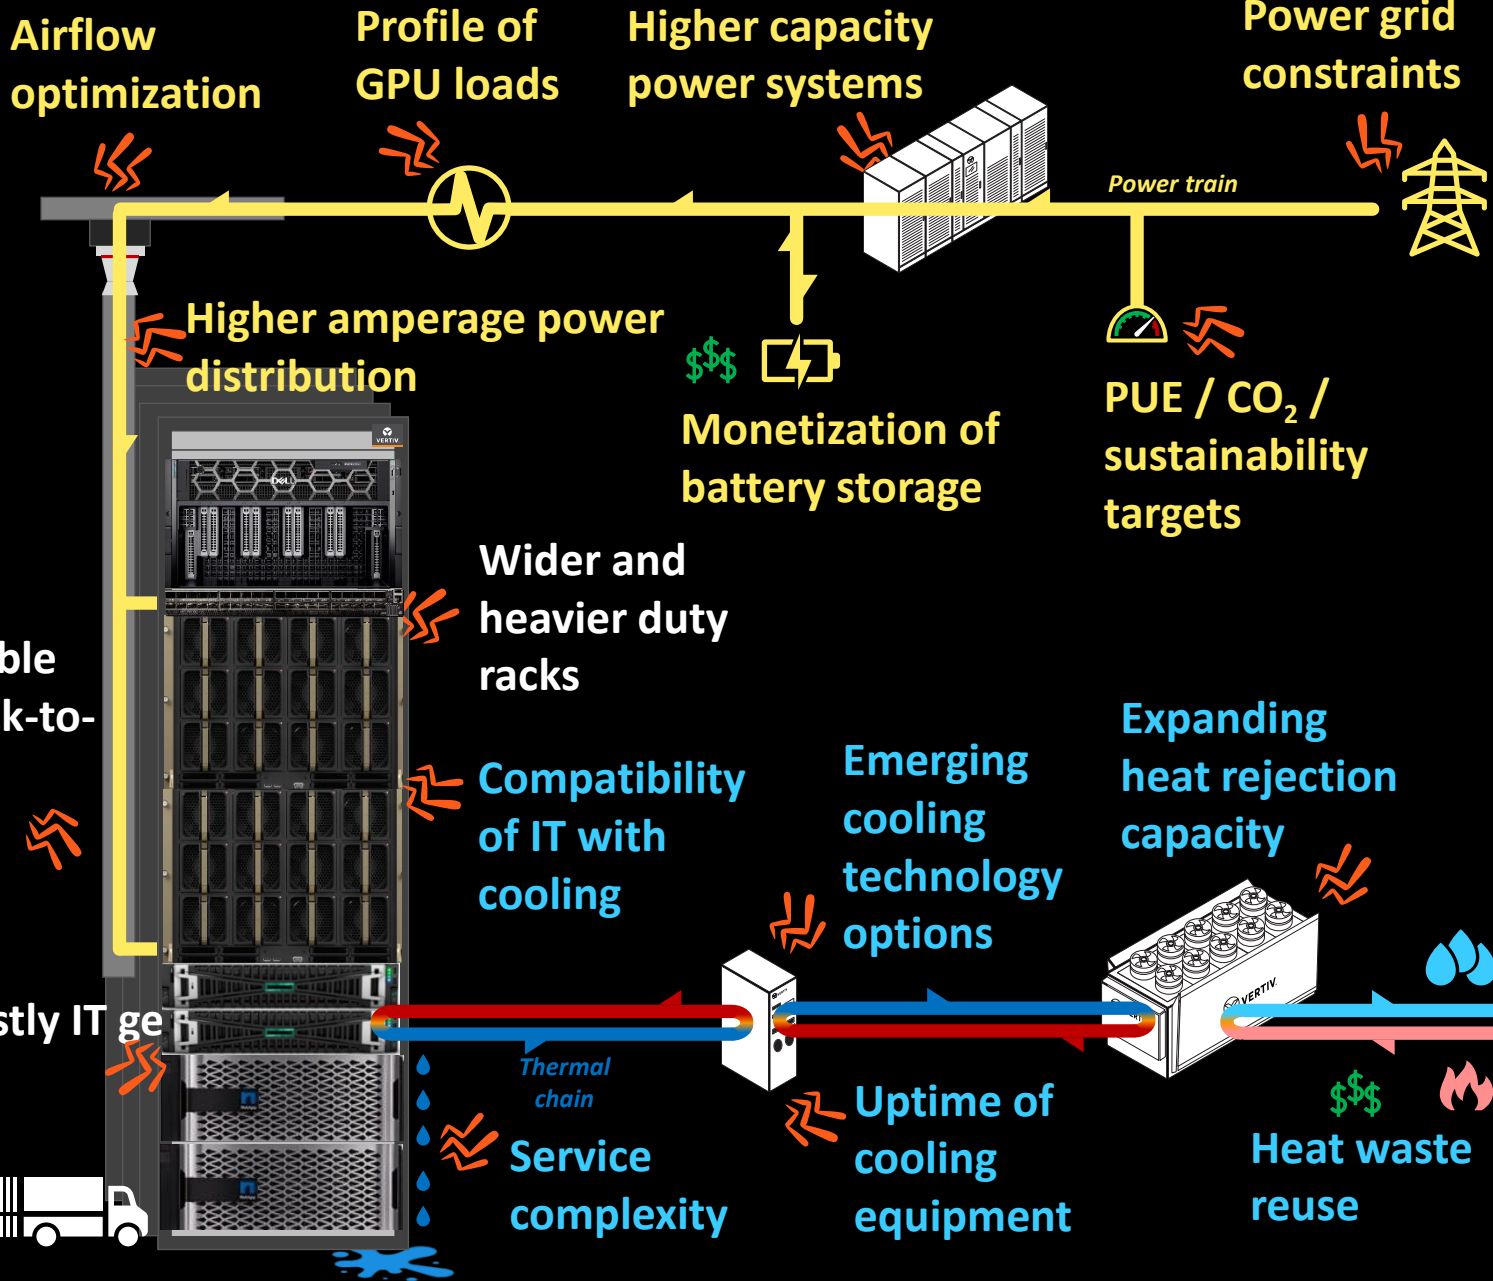 Airflow
optimization
Profile of
GPU loads
Higher capacity
power systems
Power grid
constraints
Power train
Higher amperage power
distribution
$$$
Monetization of
battery storage
PUE / CO₂ /
sustainability
targets
VERTIV
DELL
Wider and
heavier duty
racks
ble
k-to-
Compatibility
of IT with
cooling
Emerging
cooling
technology
options
Expanding
heat rejection
capacity
VERTIV
stly IT ge
Thermal
chain
Service
complexity
Uptime of
cooling
equipment
$$$
Heat waste
reuse